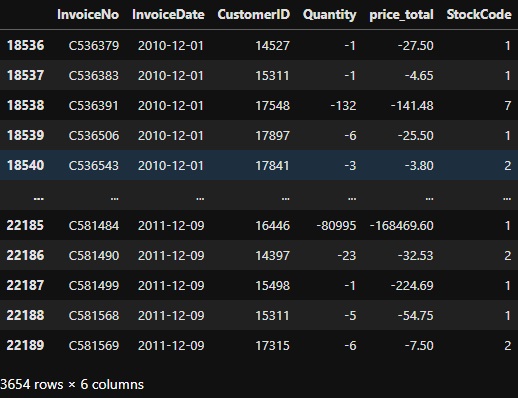 InvoiceNo InvoiceDate CustomerID Quantity price_total StockCode
18536 C536379 2010-12-01 14527 -1 -27.50 1
18537 C536383 2010-12-01 15311 -1 -4.65 1
18538 C536391 2010-12-01 17548 -132 -141.48 7
18539 C536506 2010-12-01 17897 -6 -25.50 1
18540 C536543 2010-12-01 17841 -3 -3.80 2
... ... ... ... ... ... ...
22185 C581484 2011-12-09 16446 -80995 -168469.60 1
22186 C581490 2011-12-09 14397 -23 -32.53 2
22187 C581499 2011-12-09 15498 -1 -224.69 1
22188 C581568 2011-12-09 15311 -5 -54.75 1
22189 C581569 2011-12-09 17315 -6 -7.50 2
3654 rows × 6 columns